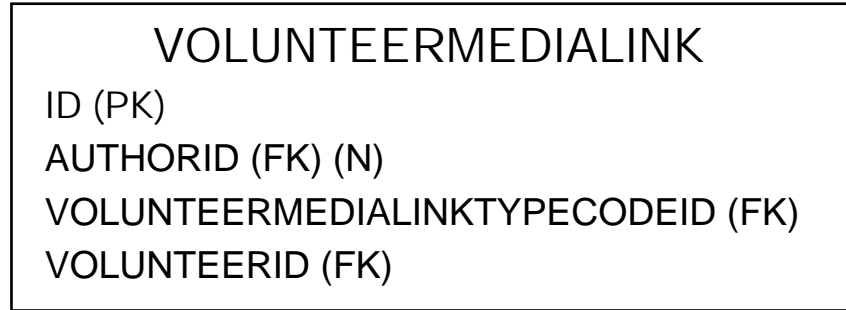 VOLUNTEERMEDIALINK
ID (PK)
AUTHORID (FK) (N)
VOLUNTEERMEDIALINKTYPECODEID (FK)
VOLUNTEERID (FK)